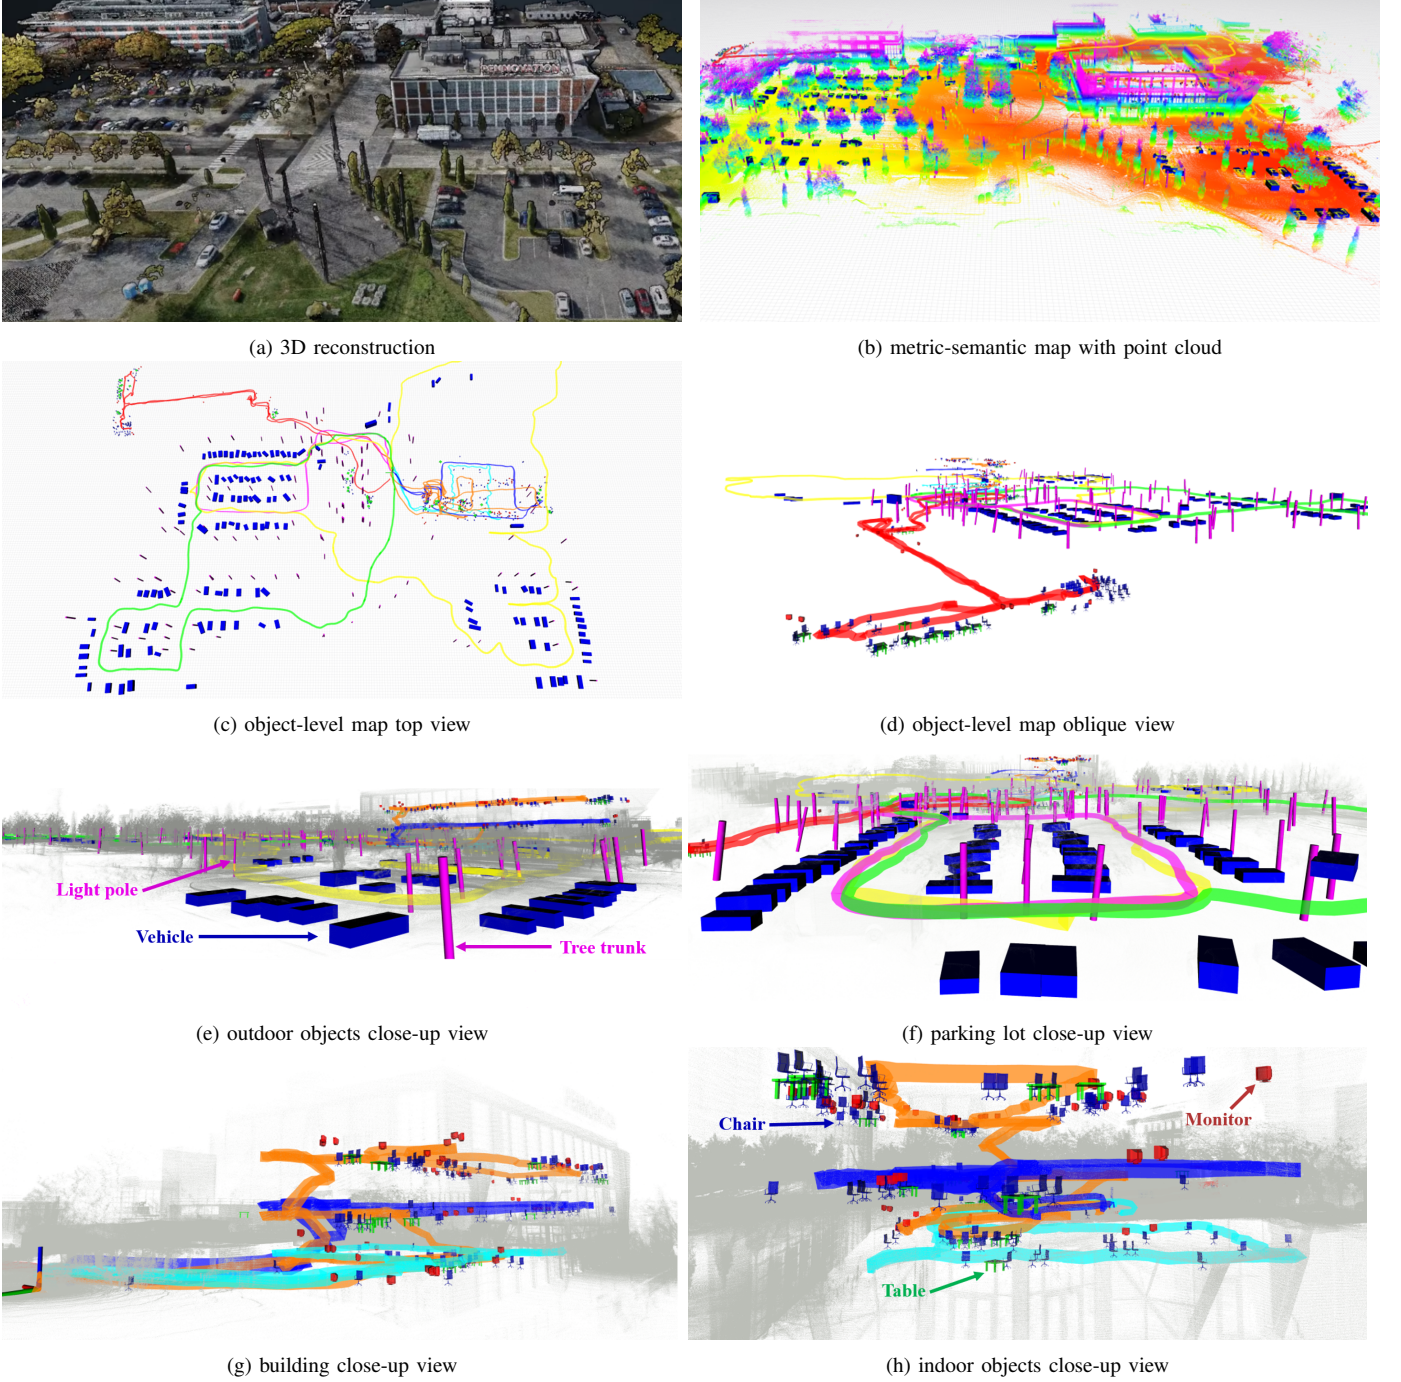 PENNOVATION
(a) 3D reconstruction
(b) metric-semantic map with point cloud
(c) object-level map top view
(d) object-level map oblique view
Light pole
Vehicle
Tree trunk
(e) outdoor objects close-up view
(f) parking lot close-up view
Chair
Monitor
Table
(g) building close-up view
(h) indoor objects close-up view